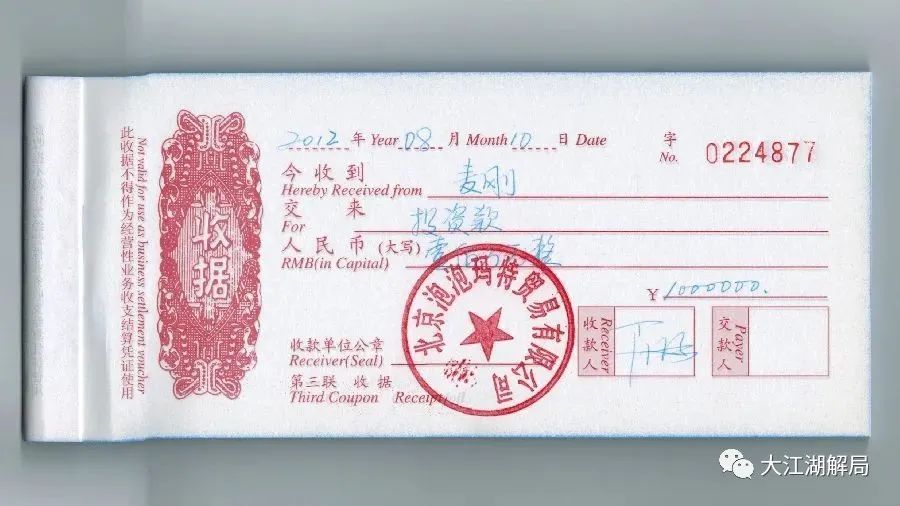 此收据不得作为经营性业务收支结算凭证使用
Not valid for use as business settlement voucher
收据
2012 年 Year 08 月 Month 10 日 Date
字
No. 0224877
今收到
Hereby Received from 麦刚
交来
For 投资款
人民币 (大写) 壹佰万整
RMB(in Capital)
¥ 1000000.
收款单位公章
Receiver(Seal)
北京泡泡玛特贸易有限公司
收款人 Receiver
交款人 Payer
第三联 收据
Third Coupon Receipt
大江湖解局